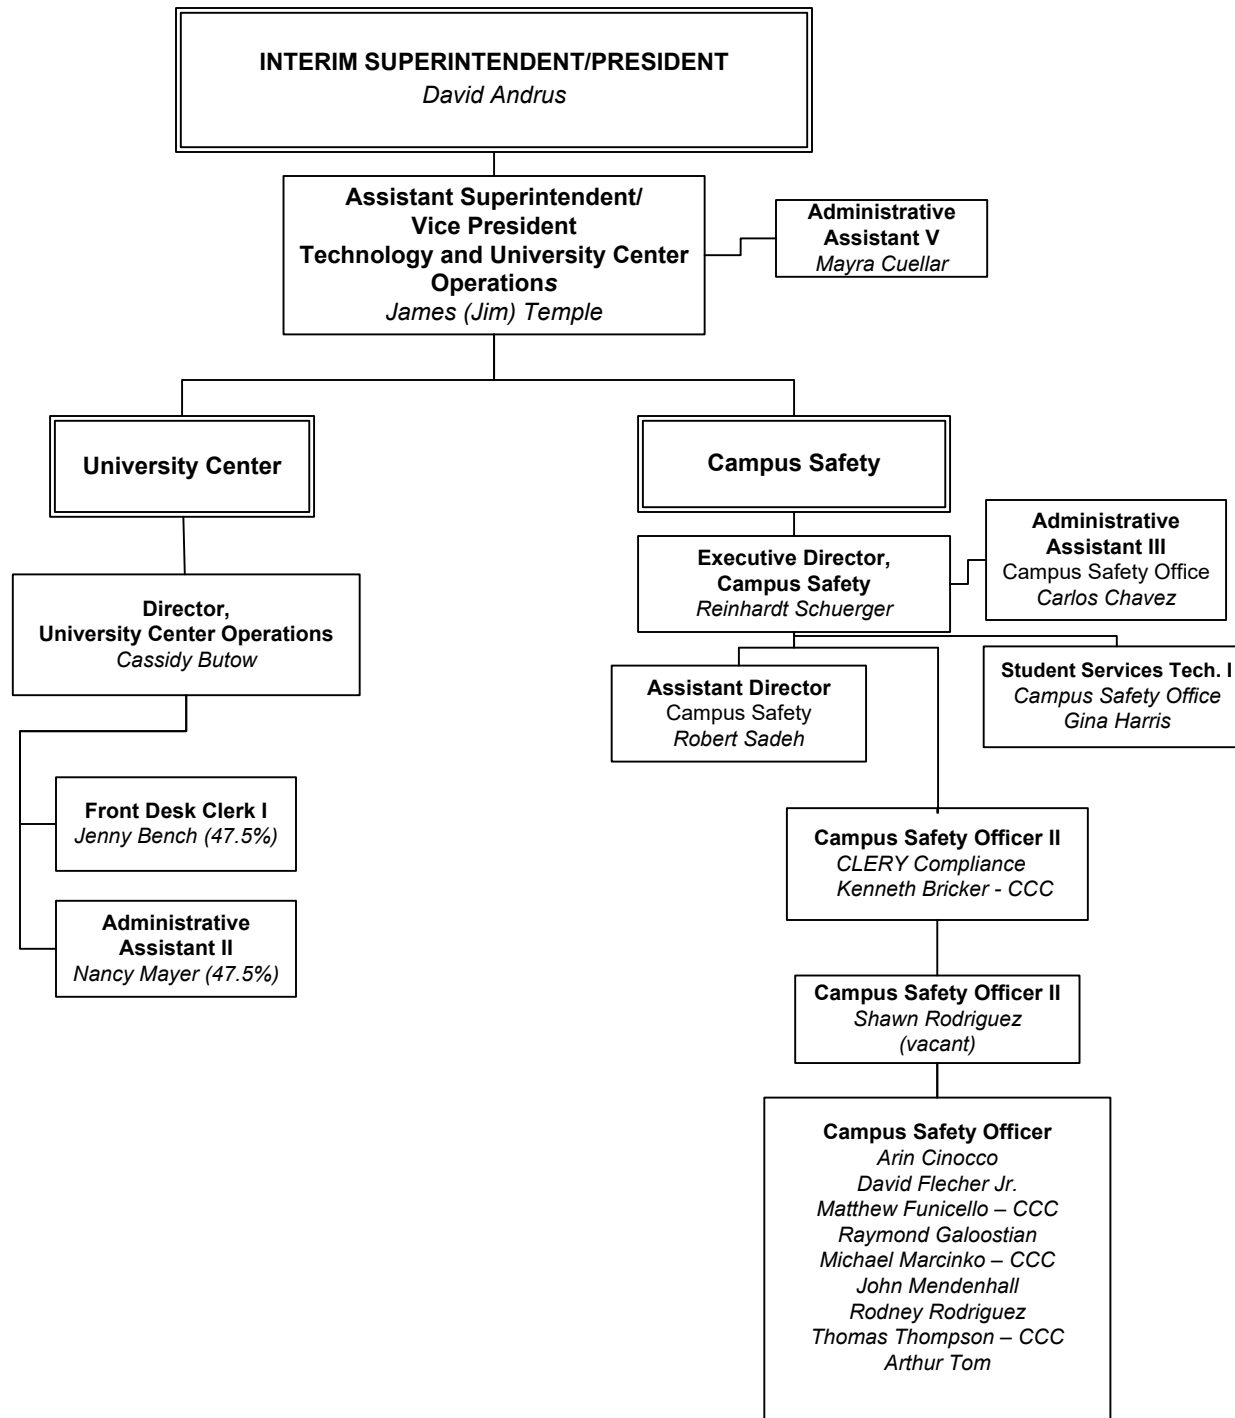 INTERIM SUPERINTENDENT/PRESIDENT
David Andrus
Assistant Superintendent/
Vice President
Technology and University Center
Operations
James (Jim) Temple
Administrative
Assistant V
Mayra Cuellar
University Center
Director,
University Center Operations
Cassidy Butow
Front Desk Clerk I
Jenny Bench (47.5%)
Administrative
Assistant II
Nancy Mayer (47.5%)
Campus Safety
Executive Director,
Campus Safety
Reinhardt Schuerger
Administrative
Assistant III
Campus Safety Office
Carlos Chavez
Assistant Director
Campus Safety
Robert Sadeh
Student Services Tech. I
Campus Safety Office
Gina Harris
Campus Safety Officer II
CLERY Compliance
Kenneth Bricker - CCC
Campus Safety Officer II
Shawn Rodriguez
(vacant)
Campus Safety Officer
Arin Cinocco
David Flecher Jr.
Matthew Funicello – CCC
Raymond Galoostian
Michael Marcinko – CCC
John Mendenhall
Rodney Rodriguez
Thomas Thompson – CCC
Arthur Tom